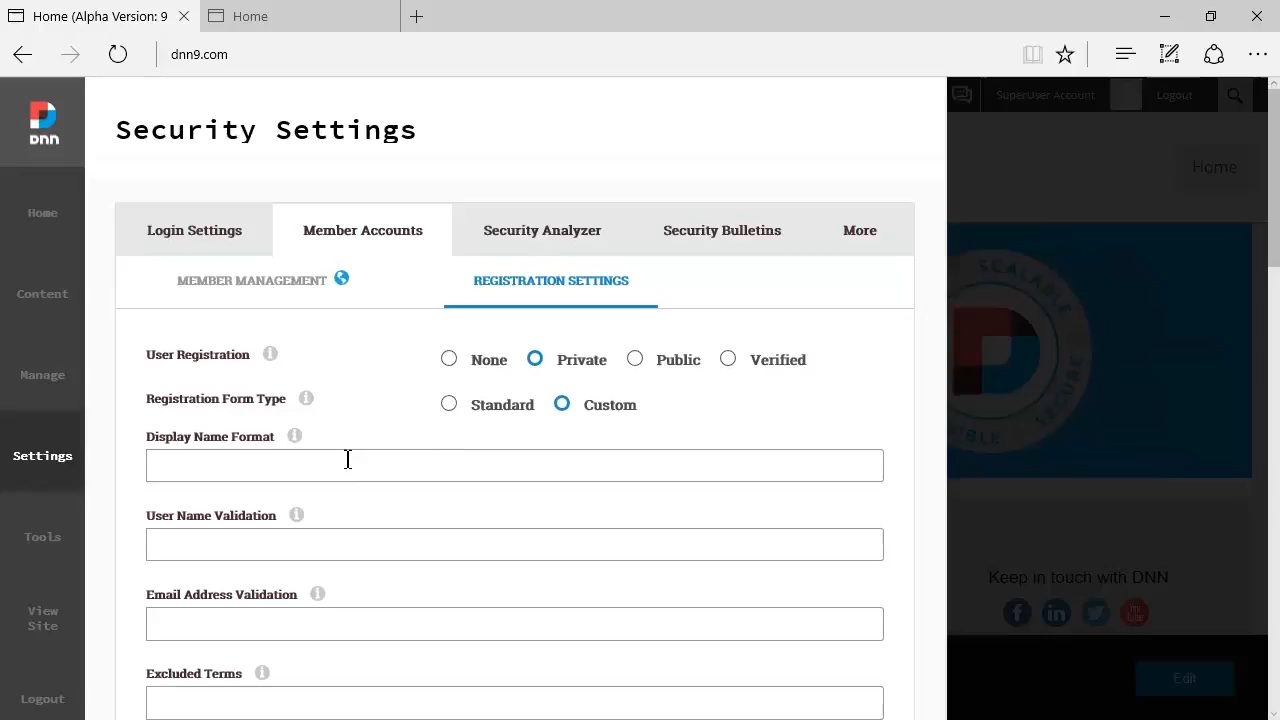 Home (Alpha Version: 9
Home
dnn9.com
SuperUser Account
Logout
DNN
Security Settings
Home
Home
Login Settings
Member Accounts
Security Analyzer
Security Bulletins
More
MEMBER MANAGEMENT
REGISTRATION SETTINGS
Content
SCALABLE
SECURE
User Registration
None
Private
Public
Verified
Manage
Registration Form Type
Standard
Custom
Display Name Format
Settings
User Name Validation
Tools
Email Address Validation
Keep in touch with DNN
View
Site
Excluded Terms
Edit
Logout